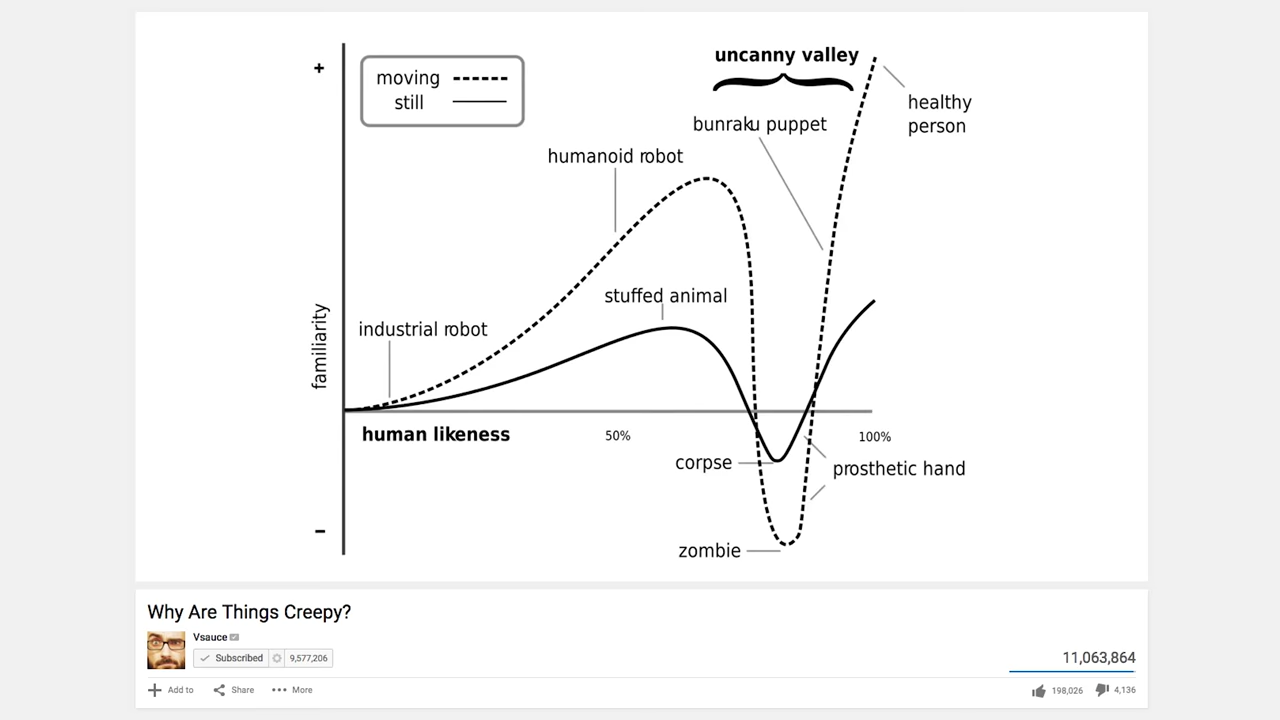 uncanny valley
+
moving
still
healthy
person
bunraku puppet
humanoid robot
stuffed animal
industrial robot
familiarity
human likeness
50%
100%
corpse
prosthetic hand
−
zombie
Why Are Things Creepy?
Vsauce
Subscribed 9,577,206
11,063,864
Add to Share More 198,026 4,136